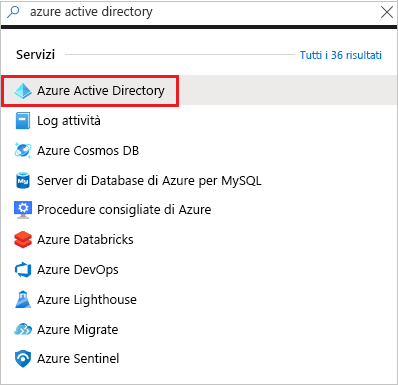 azure active directory
Servizi Tutti i 36 risultati
Azure Active Directory
Log attività
Azure Cosmos DB
Server di Database di Azure per MySQL
Procedure consigliate di Azure
Azure Databricks
Azure DevOps
Azure Lighthouse
Azure Migrate
Azure Sentinel